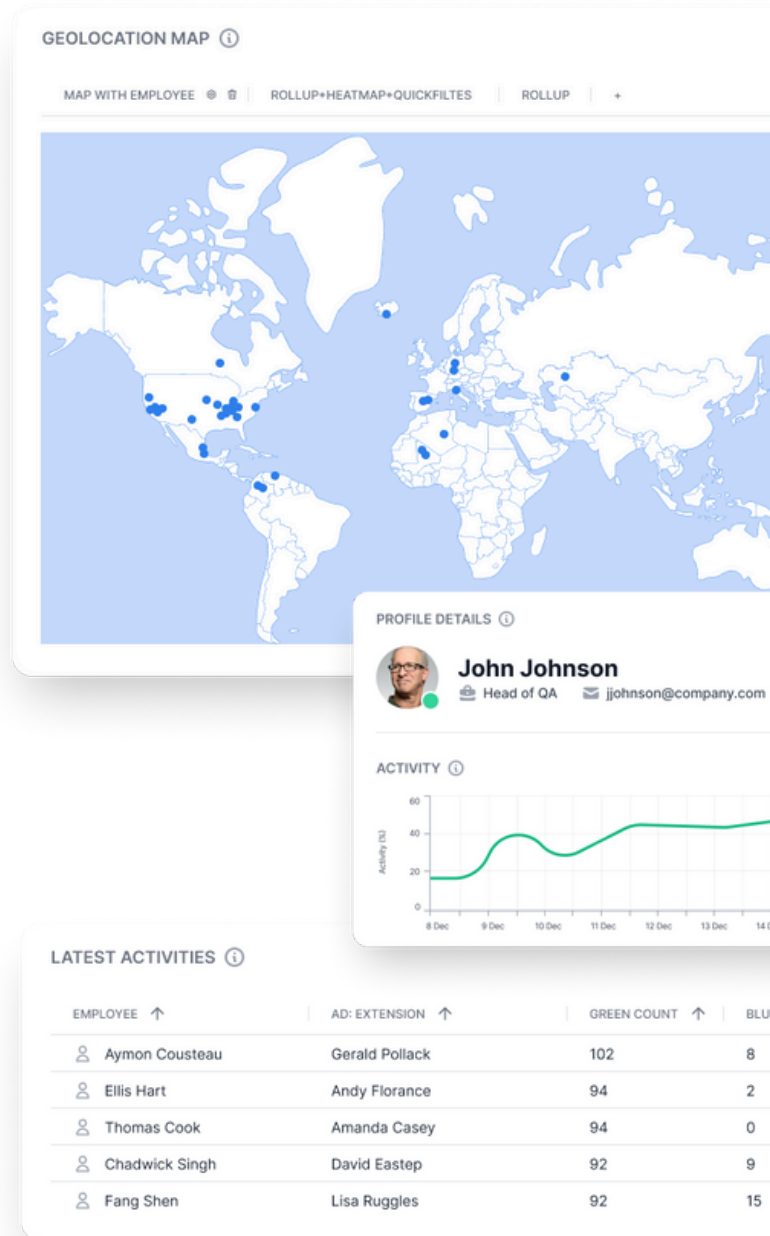 GEOLOCATION MAP
MAP WITH EMPLOYEE ROLLUP+HEATMAP+QUICKFILTES ROLLUP +
PROFILE DETAILS
John Johnson
Head of QA jjohnson@company.com
ACTIVITY
Activity (%)
60
40
20
0
8 Dec 9 Dec 10 Dec 11 Dec 12 Dec 13 Dec 14 D
LATEST ACTIVITIES
EMPLOYEE AD: EXTENSION GREEN COUNT BLU
Aymon Cousteau Gerald Pollack 102 8
Ellis Hart Andy Florance 94 2
Thomas Cook Amanda Casey 94 0
Chadwick Singh David Eastep 92 9
Fang Shen Lisa Ruggles 92 15